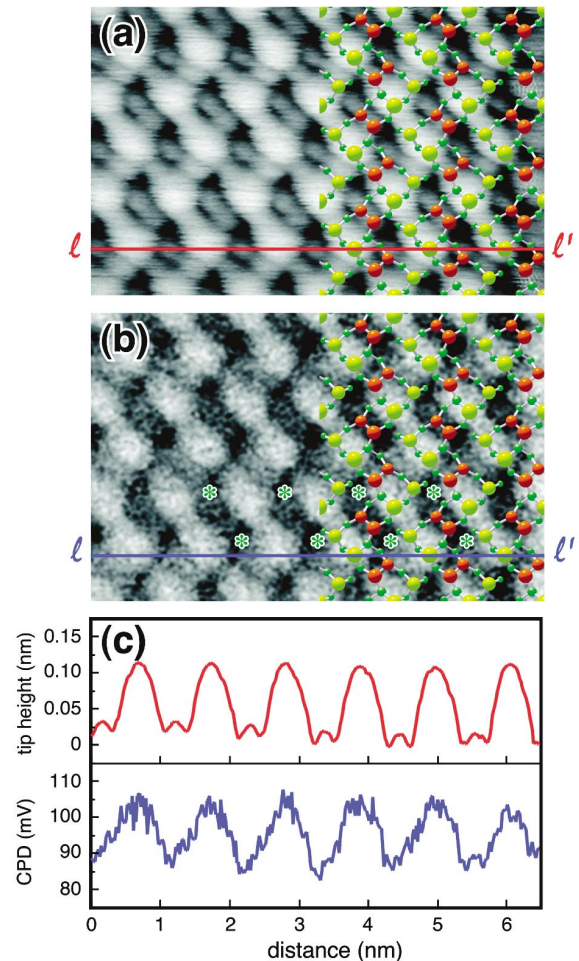 (a)
ℓ ℓ'
(b)
ℓ ℓ'
(c)
tip height (nm)
0.15
0.10
0.05
0
CPD (mV)
110
100
90
80
0 1 2 3 4 5 6
distance (nm)